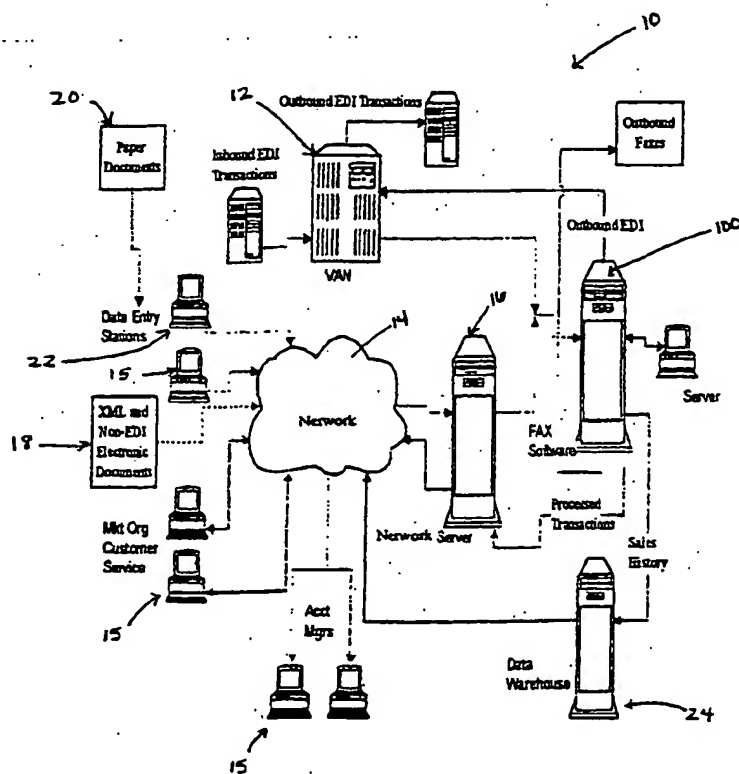 10
20
12
Outbound EDI Transactions
Paper
Documents
Inbound EDI
Transactions
Outbound
Faxes
VAN
Outbound EDI
100
Data Entry
Stations
22
15
14
16
XML and
Non-EDI
Electronic
Documents
18
Network
Server
FAX
Software
Mkt Org
Customer
Service
Network Server
Processed
Transactions
Sales
History
15
Acct
Mgrs
Data
Warehouse
24
15